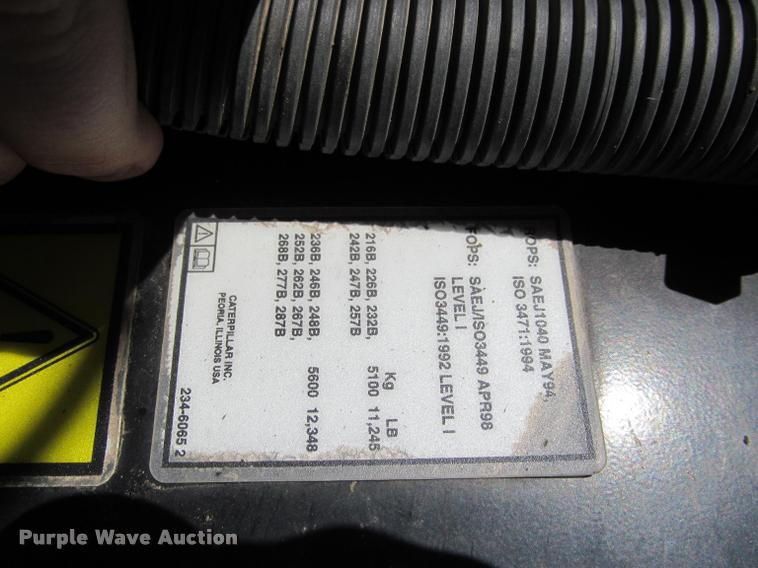 ROPS: SAEJ1040 MAY94,
ISO 3471:1994
FOPS: SAEJ/ISO3449 APR98
LEVEL I
ISO3449:1992 LEVEL I
Kg LB
216B, 226B, 232B,
242B, 247B, 257B 5100 11,245
236B, 246B, 248B,
252B, 262B, 267B,
268B, 277B, 287B 5600 12,348
CATERPILLAR INC.
PEORIA, ILLINOIS USA
234-6065 2
Purple Wave Auction